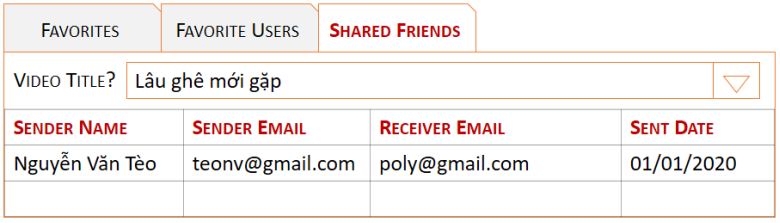 FAVORITES FAVORITE USERS SHARED FRIENDS
VIDEO TITLE? Lâu ghê mới gặp
SENDER NAME SENDER EMAIL RECEIVER EMAIL SENT DATE
Nguyễn Văn Tèo teonv@gmail.com poly@gmail.com 01/01/2020